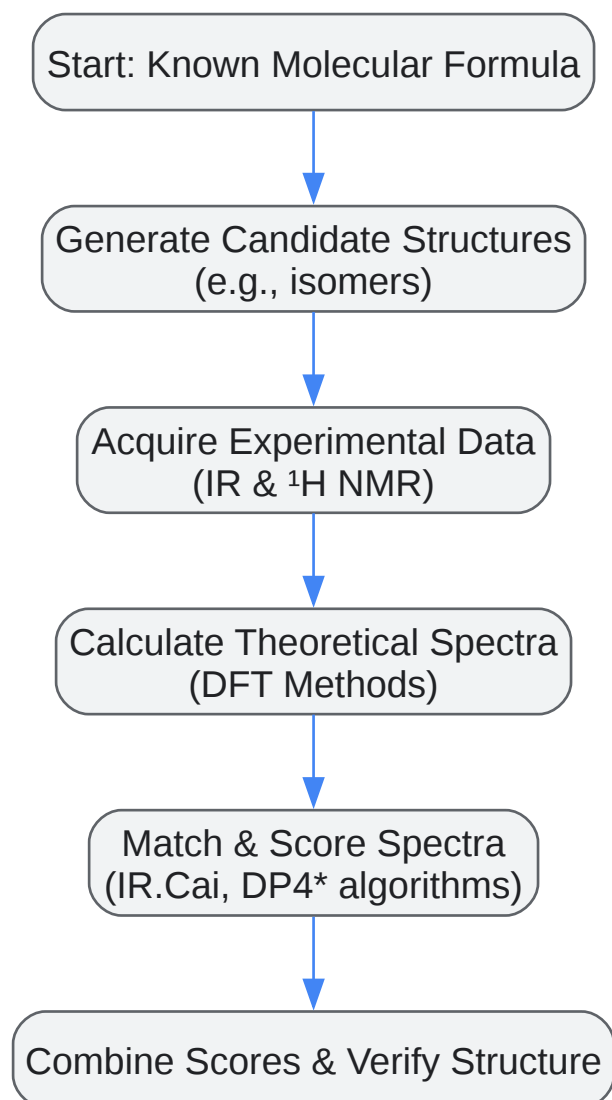 Start: Known Molecular Formula
Generate Candidate Structures
(e.g., isomers)
Acquire Experimental Data
(IR & ¹H NMR)
Calculate Theoretical Spectra
(DFT Methods)
Match & Score Spectra
(IR.Cai, DP4* algorithms)
Combine Scores & Verify Structure